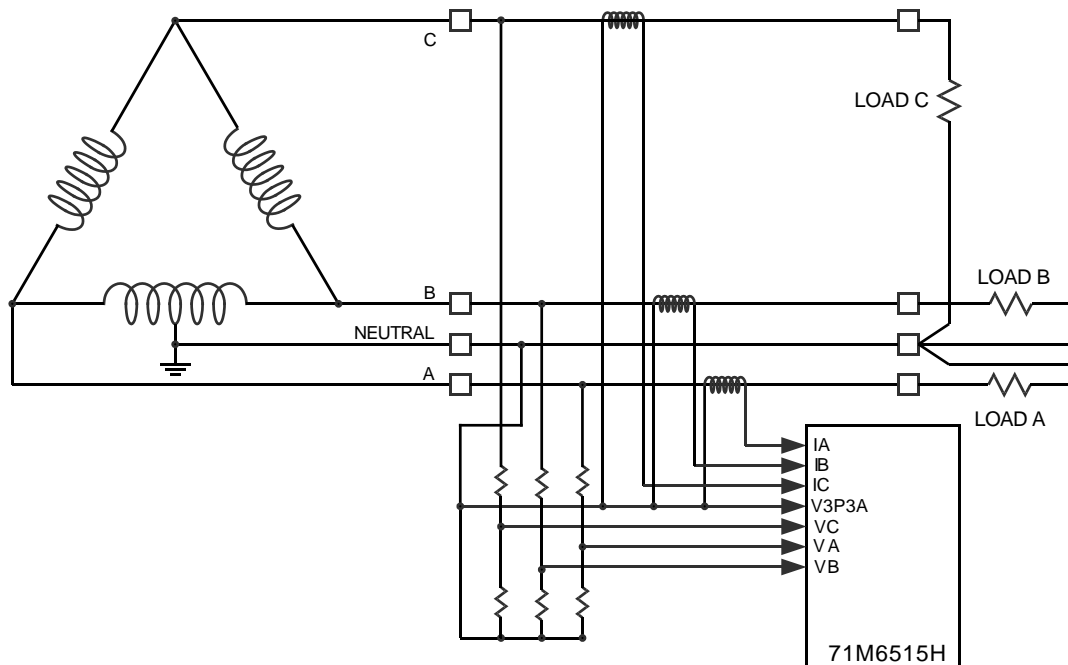 C
LOAD C
B
LOAD B
NEUTRAL
A
LOAD A
IA
IB
IC
V3P3A
VC
VA
VB
71M6515H